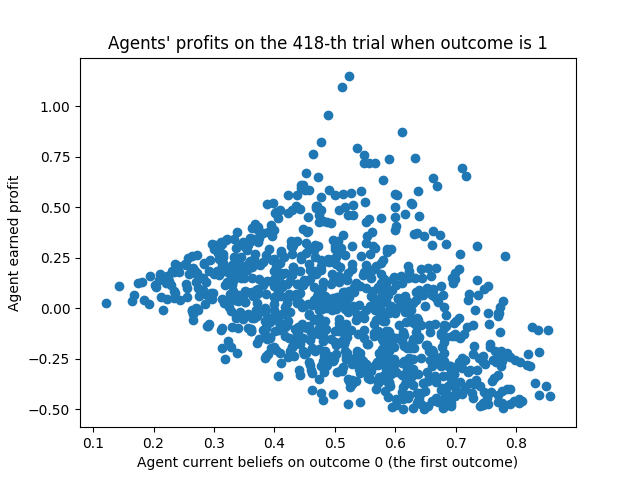 Agents' profits on the 418-th trial when outcome is 1
Agent earned profit
1.00
0.75
0.50
0.25
0.00
−0.25
−0.50
0.1 0.2 0.3 0.4 0.5 0.6 0.7 0.8
Agent current beliefs on outcome 0 (the first outcome)